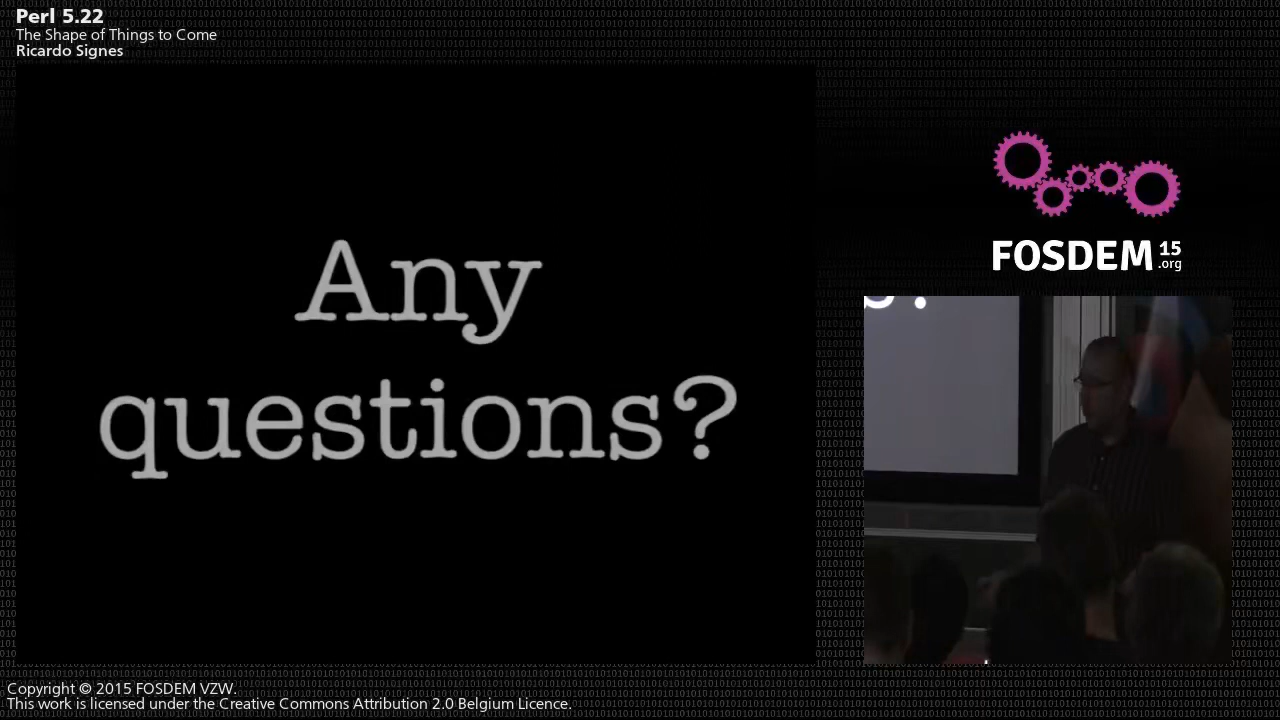 Perl 5.22
The Shape of Things to Come
Ricardo Signes
Any
questions?
FOSDEM 15
.org
Copyright © 2015 FOSDEM VZW.
This work is licensed under the Creative Commons Attribution 2.0 Belgium Licence.